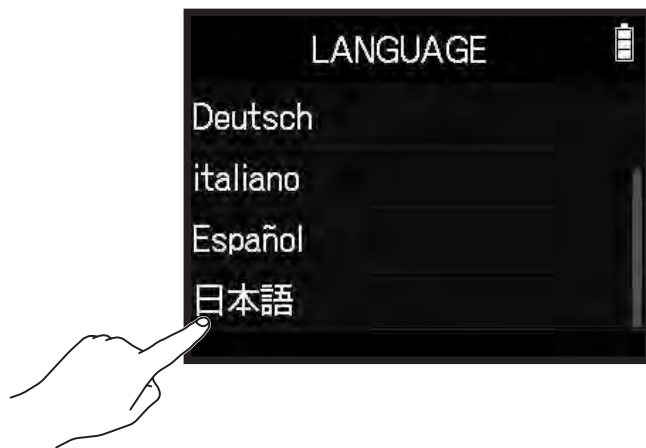 LANGUAGE
Deutsch
italiano
Español
日本語